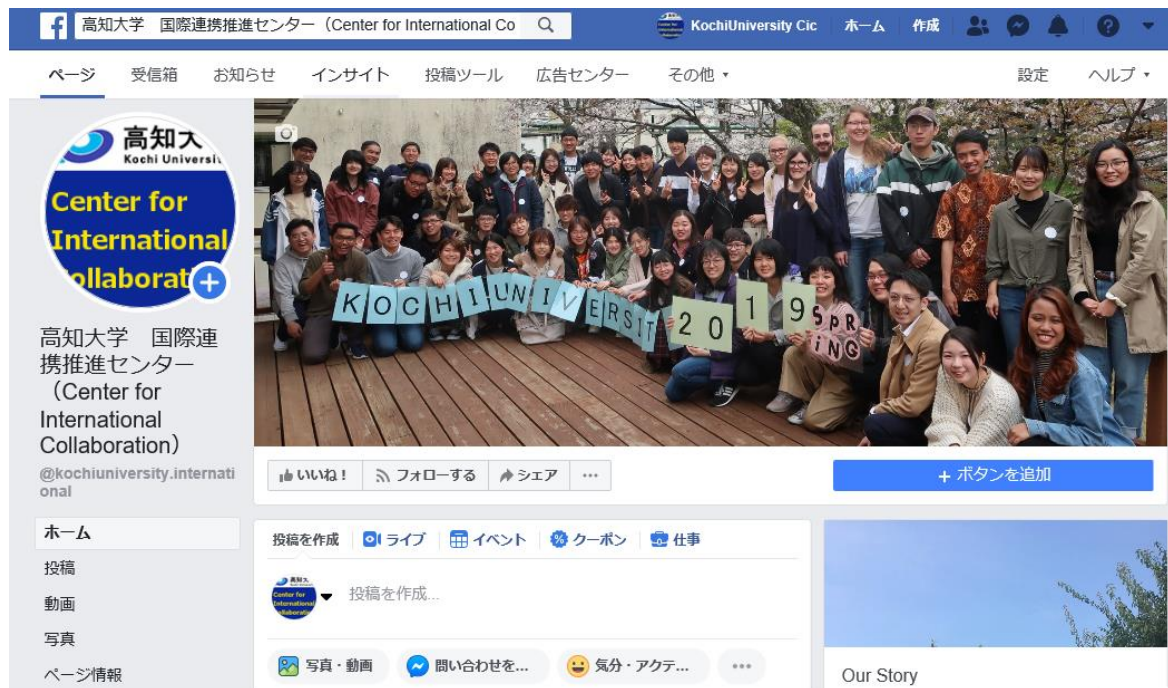 高知大学 国際連携推進センター（Center for International Co
KochiUniversity Cic ホーム 作成
ページ 受信箱 お知らせ インサイト 投稿ツール 広告センター その他 設定 ヘルプ
高知大
Kochi Universit
Center for
International
ollaborat
高知大学 国際連
携推進センター
（Center for
International
Collaboration）
@kochiuniversity.internati
onal
KOCHI UNIVERSIT 2019 SPRING
いいね！ フォローする シェア ...
+ ボタンを追加
ホーム
投稿
動画
写真
ページ情報
投稿を作成 ライブ イベント クーポン 仕事
投稿を作成...
写真・動画 問い合わせを... 気分・アクテ... ...
Our Story